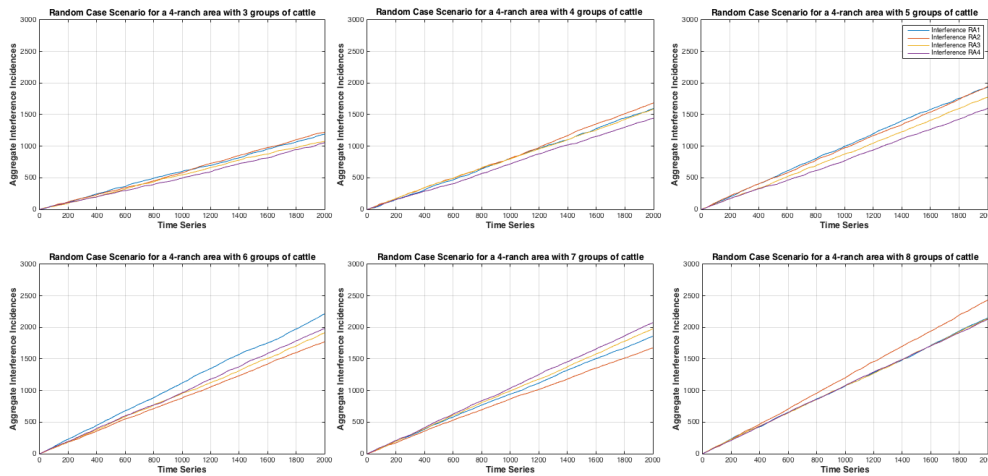 Random Case Scenario for a 4-ranch area with 3 groups of cattle
Aggregate Interference Incidences
3000
2500
2000
1500
1000
500
0
0 200 400 600 800 1000 1200 1400 1600 1800 2000
Time Series
Random Case Scenario for a 4-ranch area with 4 groups of cattle
Aggregate Interference Incidences
3000
2500
2000
1500
1000
500
0
0 200 400 600 800 1000 1200 1400 1600 1800 2000
Time Series
Random Case Scenario for a 4-ranch area with 5 groups of cattle
Aggregate Interference Incidences
3000
2500
2000
1500
1000
500
0
0 200 400 600 800 1000 1200 1400 1600 1800 2000
Time Series
Interference RA1
Interference RA2
Interference RA3
Interference RA4
Random Case Scenario for a 4-ranch area with 6 groups of cattle
Aggregate Interference Incidences
3000
2500
2000
1500
1000
500
0
0 200 400 600 800 1000 1200 1400 1600 1800 2000
Time Series
Random Case Scenario for a 4-ranch area with 7 groups of cattle
Aggregate Interference Incidences
3000
2500
2000
1500
1000
500
0
0 200 400 600 800 1000 1200 1400 1600 1800 2000
Time Series
Random Case Scenario for a 4-ranch area with 8 groups of cattle
Aggregate Interference Incidences
3000
2500
2000
1500
1000
500
0
0 200 400 600 800 1000 1200 1400 1600 1800 2000
Time Series